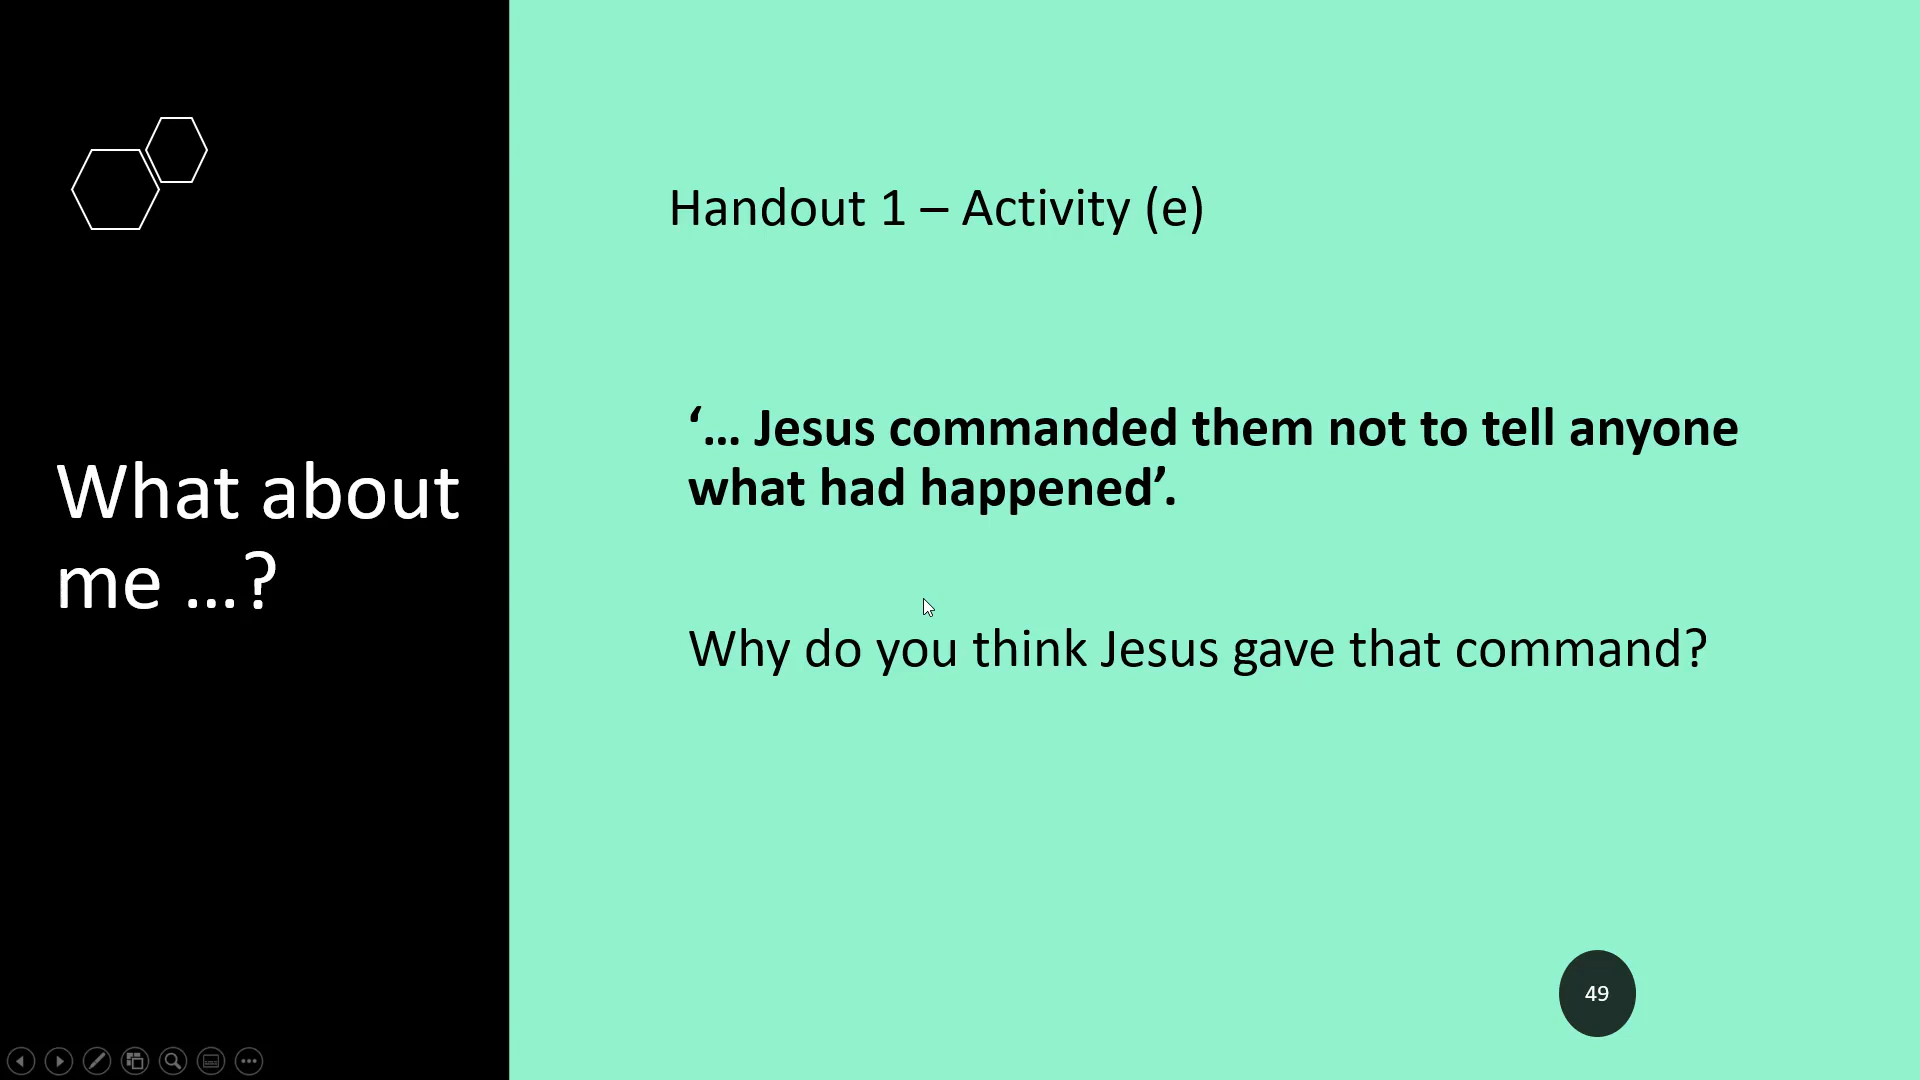 What about
me ...?
Handout 1 – Activity (e)
‘... Jesus commanded them not to tell anyone
what had happened’.
Why do you think Jesus gave that command?
49